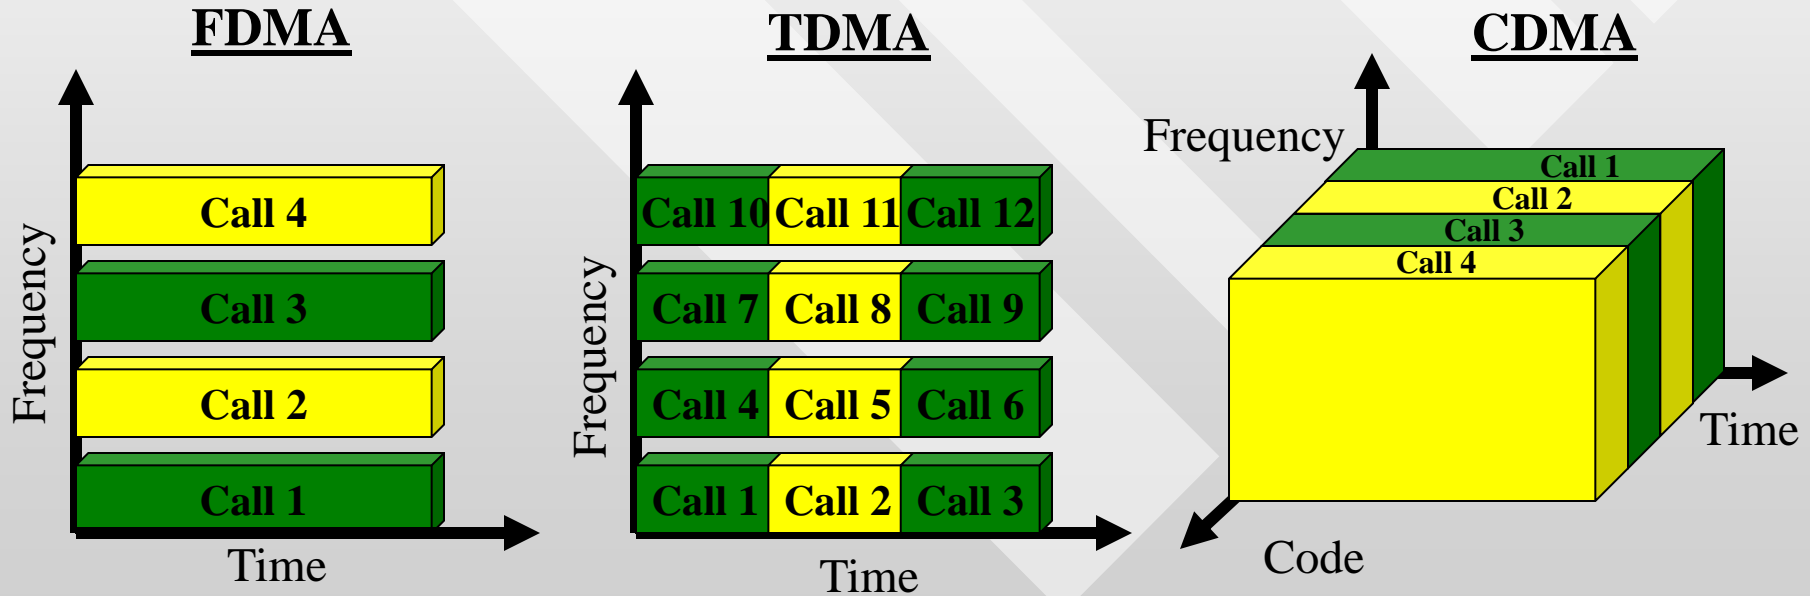 FDMA
Frequency
Call 4
Call 3
Call 2
Call 1
Time
TDMA
Frequency
Call 10 Call 11 Call 12
Call 7 Call 8 Call 9
Call 4 Call 5 Call 6
Call 1 Call 2 Call 3
Time
CDMA
Frequency
Call 1
Call 2
Call 3
Call 4
Time
Code